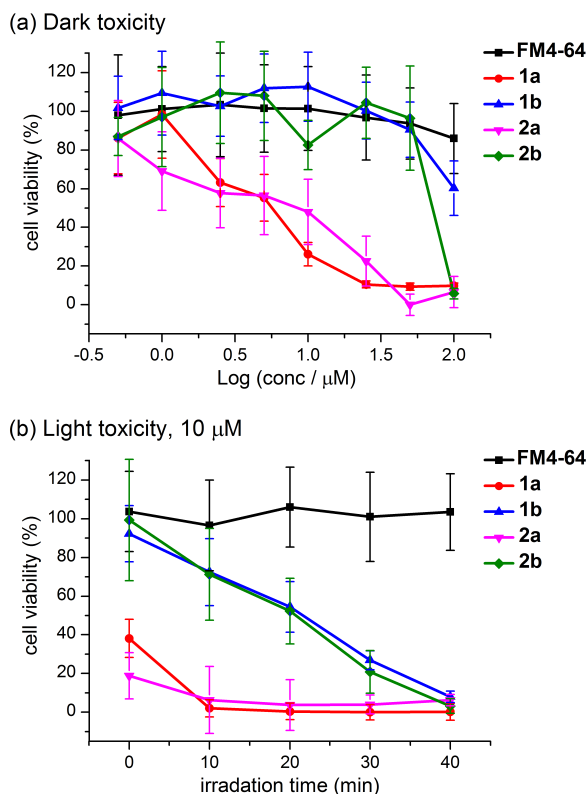 (a) Dark toxicity
FM4-64
1a
1b
2a
2b
120
100
80
60
40
20
0
cell viability (%)
-0.5
0.0
0.5
1.0
1.5
2.0
Log (conc / μM)
(b) Light toxicity, 10 μM
FM4-64
1a
1b
2a
2b
120
100
80
60
40
20
0
cell viability (%)
0
10
20
30
40
irradation time (min)